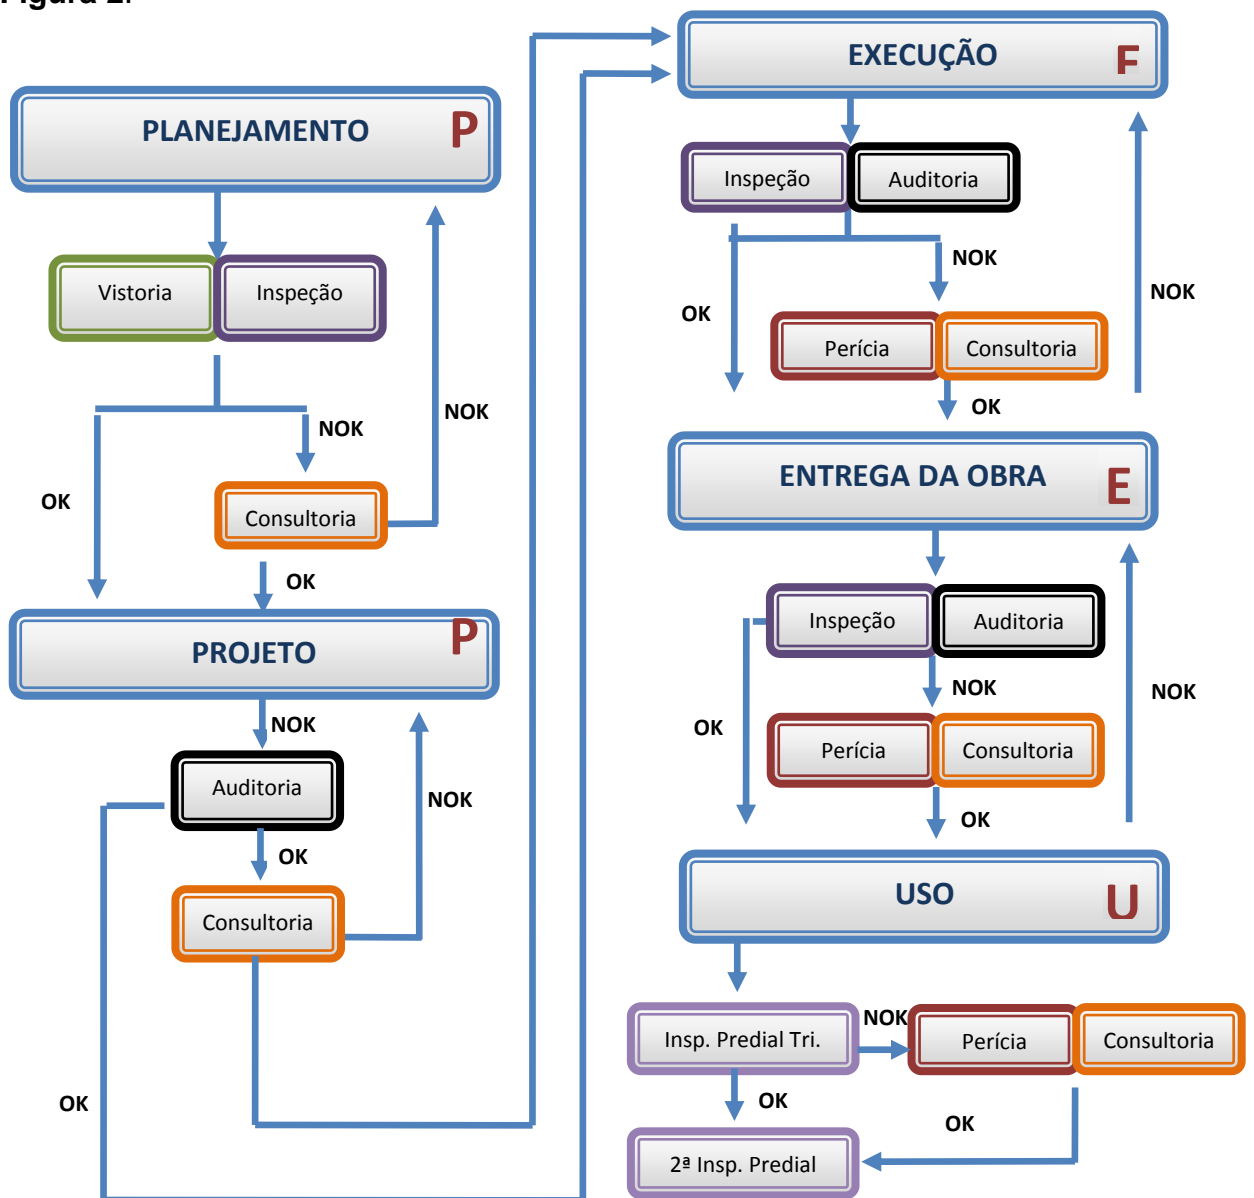 PLANEJAMENTO P
Vistoria Inspeção
NOK
NOK
OK
Consultoria
OK
PROJETO P
NOK
Auditoria
NOK
OK
Consultoria
OK
EXECUÇÃO
Inspeção Auditoria
NOK
NOK
OK
Perícia Consultoria
OK
ENTREGA DA OBRA E
Inspeção Auditoria
NOK
NOK
OK
Perícia Consultoria
OK
USO U
Insp. Predial Tri.
NOK
Perícia Consultoria
OK
OK
2ª Insp. Predial